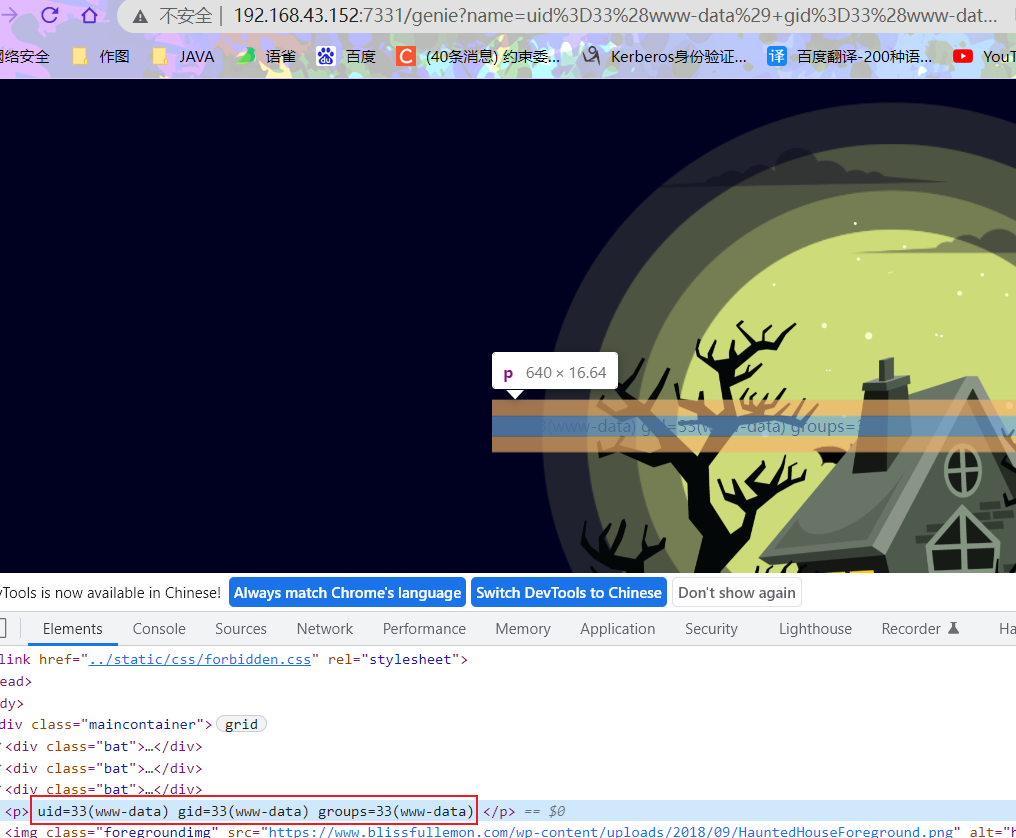 不安全 | 192.168.43.152:7331/genie?name=uid%3D33%28www-data%29+gid%3D33%28www-dat...
网络安全 作图 JAVA 语雀 百度 (40条消息) 约束委... Kerberos身份验证... 译 百度翻译-200种语... YouT
p 640 × 16.64
3(www-data) gid=33(www-data) groups=3
vTools is now available in Chinese! Always match Chrome's language Switch DevTools to Chinese Don't show again
Elements Console Sources Network Performance Memory Application Security Lighthouse Recorder Ha
link href="../static/css/forbidden.css" rel="stylesheet">
ead>
dy>
div class="maincontainer"> grid
<div class="bat">…</div>
<div class="bat">…</div>
<div class="bat">…</div>
<p> uid=33(www-data) gid=33(www-data) groups=33(www-data) </p> == $0
<img class="foregroundimg" src="https://www.blissfullemon.com/wp-content/uploads/2018/09/HauntedHouseForeground.png" alt="h